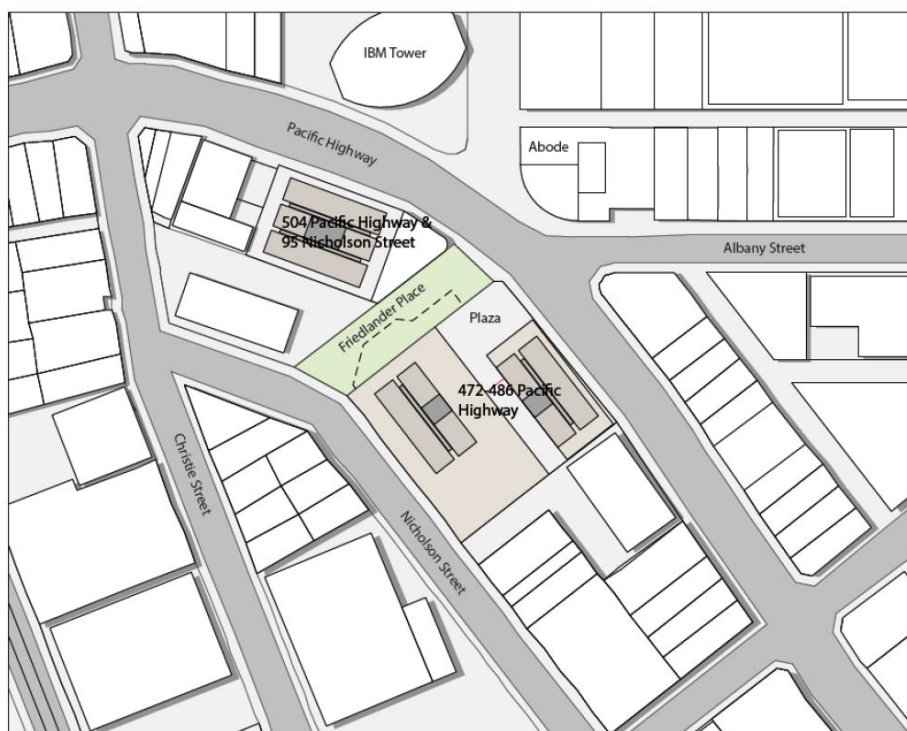 IBM Tower
Pacific Highway
Abode
504 Pacific Highway &
95 Nicholson Street
Albany Street
Friedlander Place
Plaza
472-486 Pacific
Highway
Christie Street
Nicholson Street